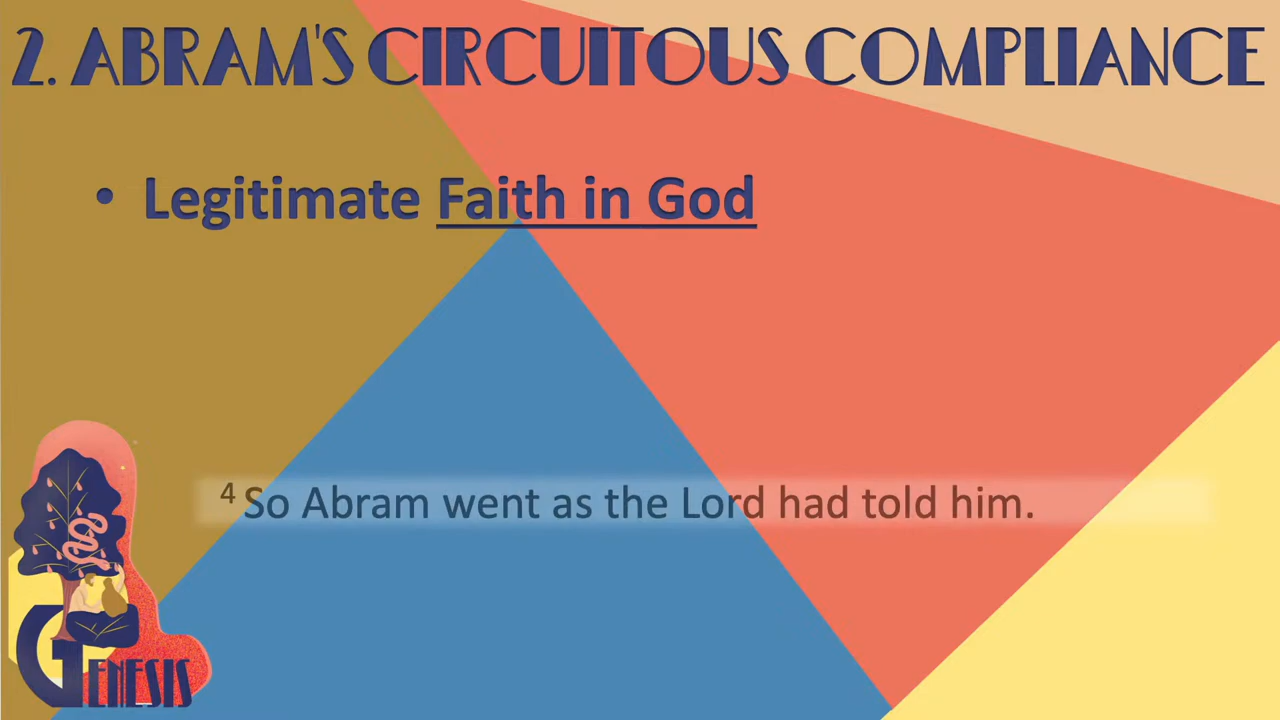 2. ABRAM'S CIRCUITOUS COMPLIANCE
• Legitimate Faith in God
4 So Abram went as the Lord had told him.
GENESIS